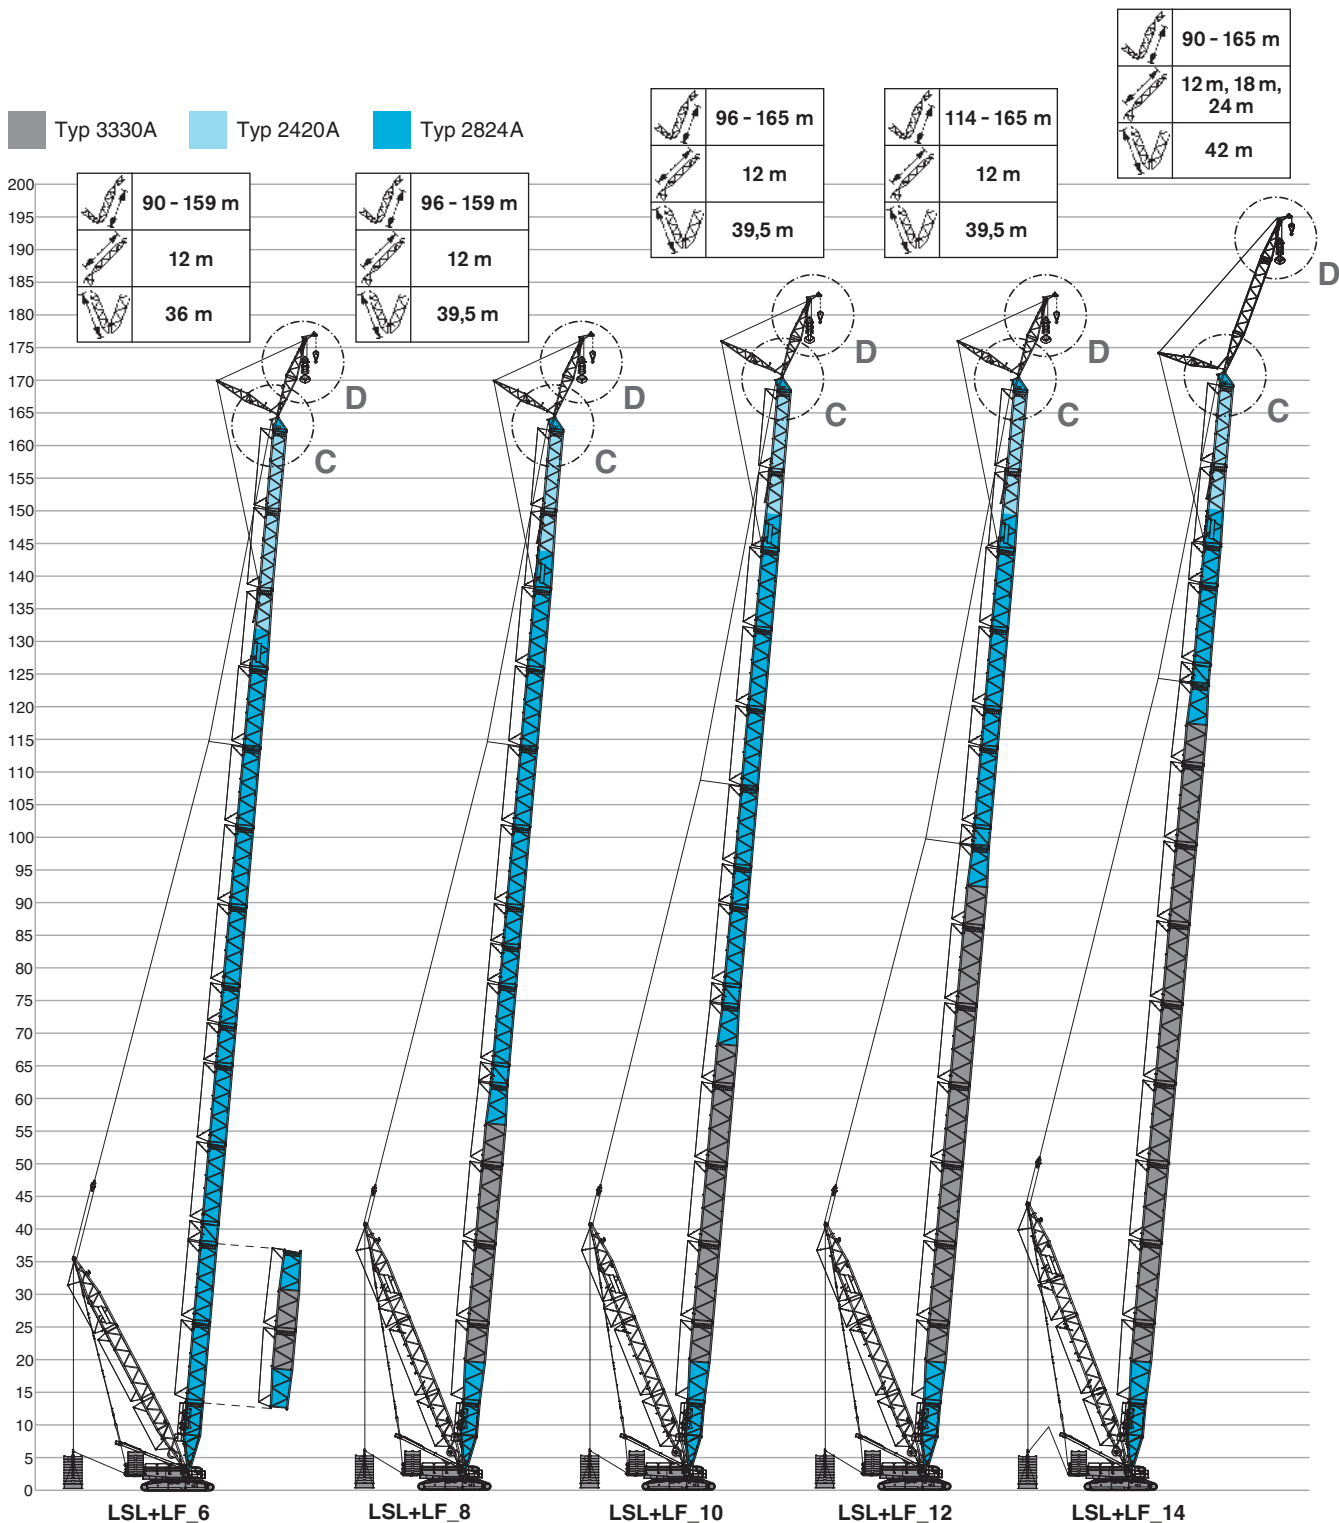 90 - 165 m
12 m, 18 m,
24 m
42 m
Typ 3330A
Typ 2420A
Typ 2824A
96 - 165 m
12 m
39,5 m
114 - 165 m
12 m
39,5 m
90 - 159 m
12 m
36 m
96 - 159 m
12 m
39,5 m
200
195
190
185
180
175
170
165
160
155
150
145
140
135
130
125
120
115
110
105
100
95
90
85
80
75
70
65
60
55
50
45
40
35
30
25
20
15
10
5
0
D
C
D
C
D
C
D
C
D
C
LSL+LF_6
LSL+LF_8
LSL+LF_10
LSL+LF_12
LSL+LF_14